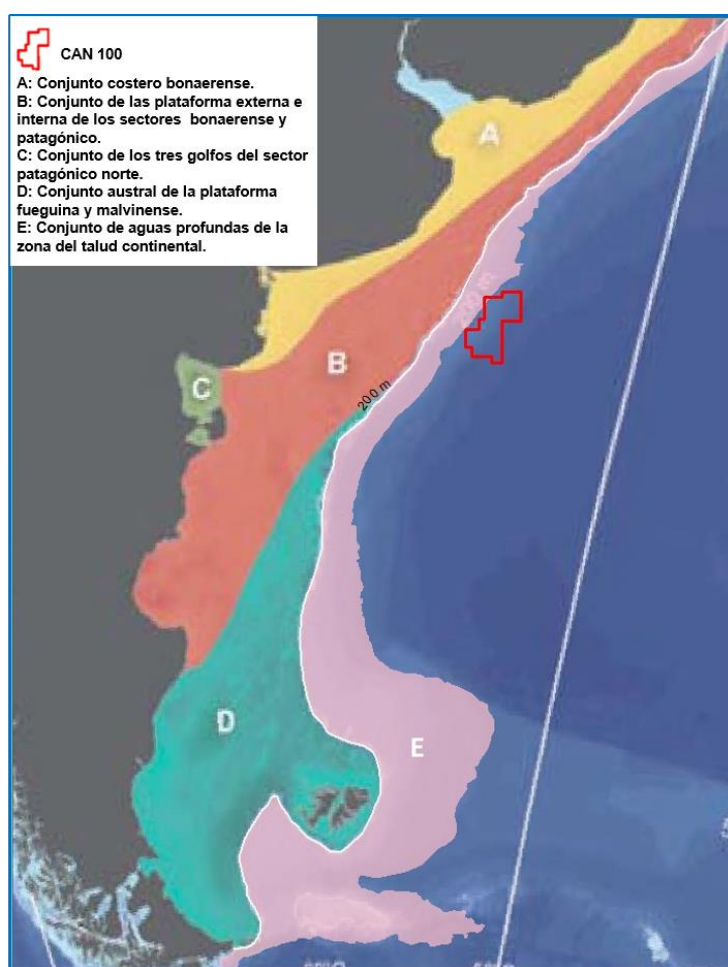 CAN 100
A: Conjunto costero bonaerense.
B: Conjunto de las plataforma externa e
interna de los sectores bonaerense y
patagónico.
C: Conjunto de los tres golfos del sector
patagónico norte.
D: Conjunto austral de la plataforma
fueguina y malvinense.
E: Conjunto de aguas profundas de la
zona del talud continental.
A
B
C
200 m
D
E